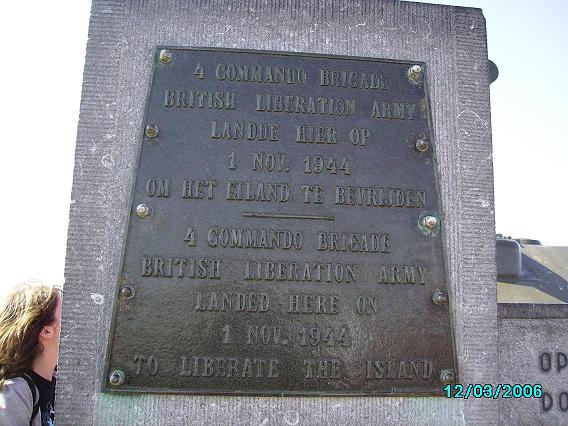 4 COMMANDO BRIGADE
BRITISH LIBERATION ARMY
LANDDE HIER OP
1 NOV. 1944
OM HET EILAND TE BEVRIJDEN
4 COMMANDO BRIGADE
BRITISH LIBERATION ARMY
LANDED HERE ON
1 NOV. 1944
TO LIBERATE THE ISLAND
OP
12/03/2006